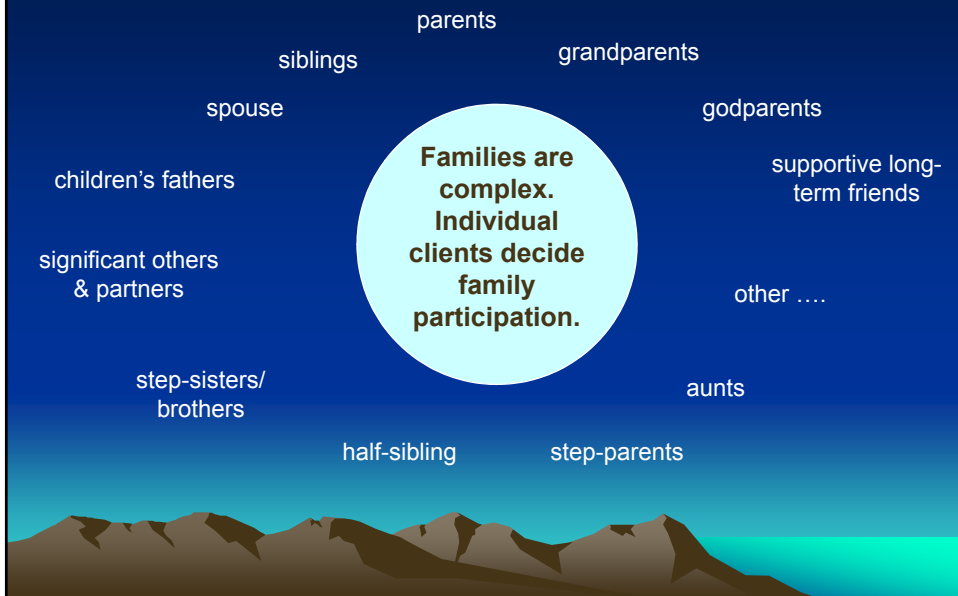 parents
siblings
grandparents
spouse
godparents
Families are
complex.
Individual
clients decide
family
participation.
children’s fathers
supportive long-
term friends
significant others
& partners
other ….
step-sisters/
brothers
aunts
half-sibling
step-parents